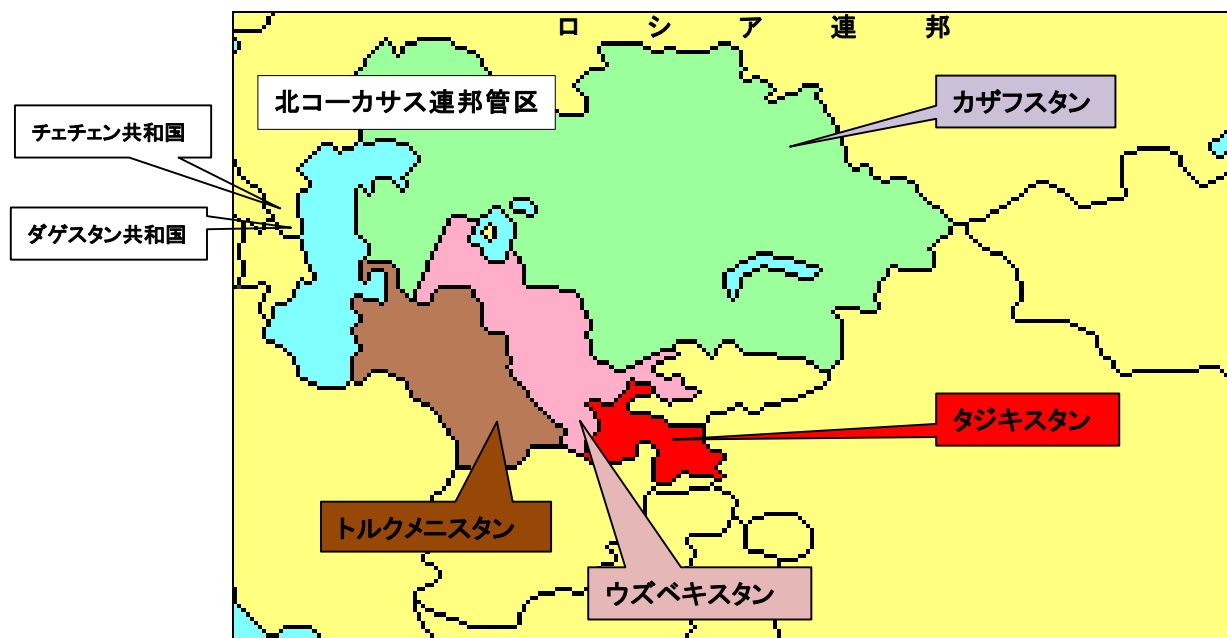 ロシア連邦
北コーカサス連邦管区
カザフスタン
チェチェン共和国
ダゲスタン共和国
タジキスタン
トルクメニスタン
ウズベキスタン